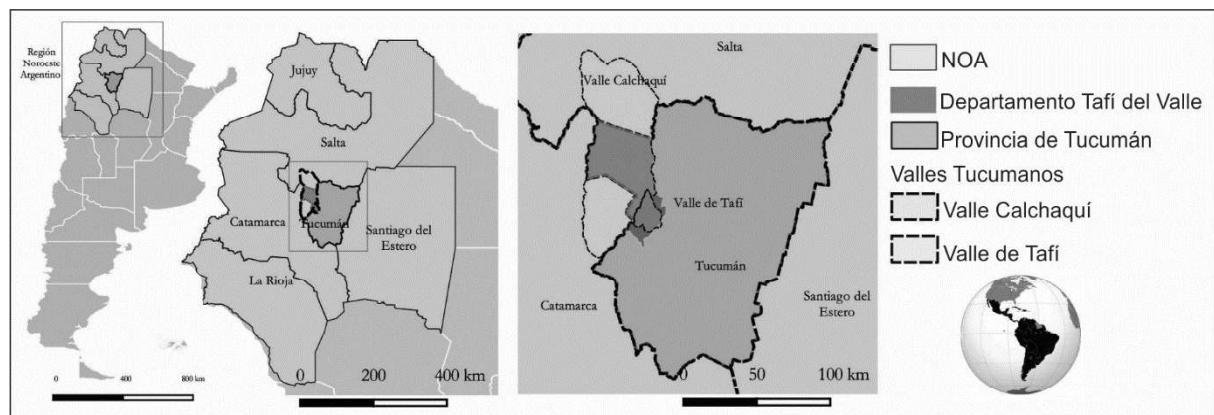 Región
Noroeste
Argentino
0 400 800 km
Jujuy
Salta
Catamarca
Tucumán
Santiago del
Estero
La Rioja
0 200 400 km
Salta
Valle Calchaquí
Valle de Tafí
Tucumán
Catamarca
Santiago del
Estero
0 50 100 km
NOA
Departamento Tafí del Valle
Provincia de Tucumán
Valles Tucumanos
Valle Calchaquí
Valle de Tafí